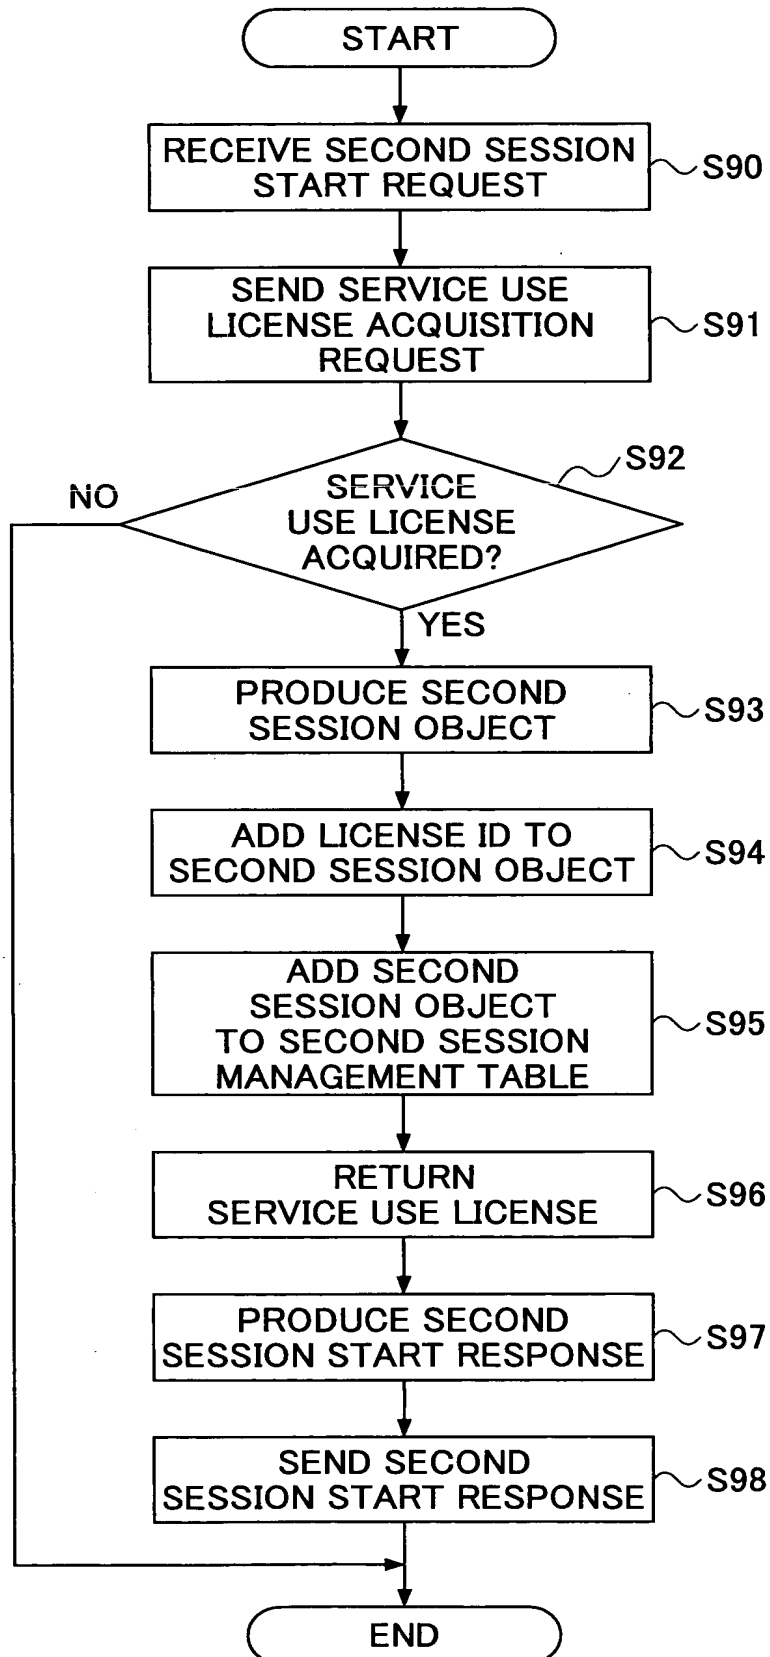 START
RECEIVE SECOND SESSION
START REQUEST
S90
SEND SERVICE USE
LICENSE ACQUISITION
REQUEST
S91
S92
NO
SERVICE
USE LICENSE
ACQUIRED?
YES
PRODUCE SECOND
SESSION OBJECT
S93
ADD LICENSE ID TO
SECOND SESSION OBJECT
S94
ADD SECOND
SESSION OBJECT
TO SECOND SESSION
MANAGEMENT TABLE
S95
RETURN
SERVICE USE LICENSE
S96
PRODUCE SECOND
SESSION START RESPONSE
S97
SEND SECOND
SESSION START RESPONSE
S98
END